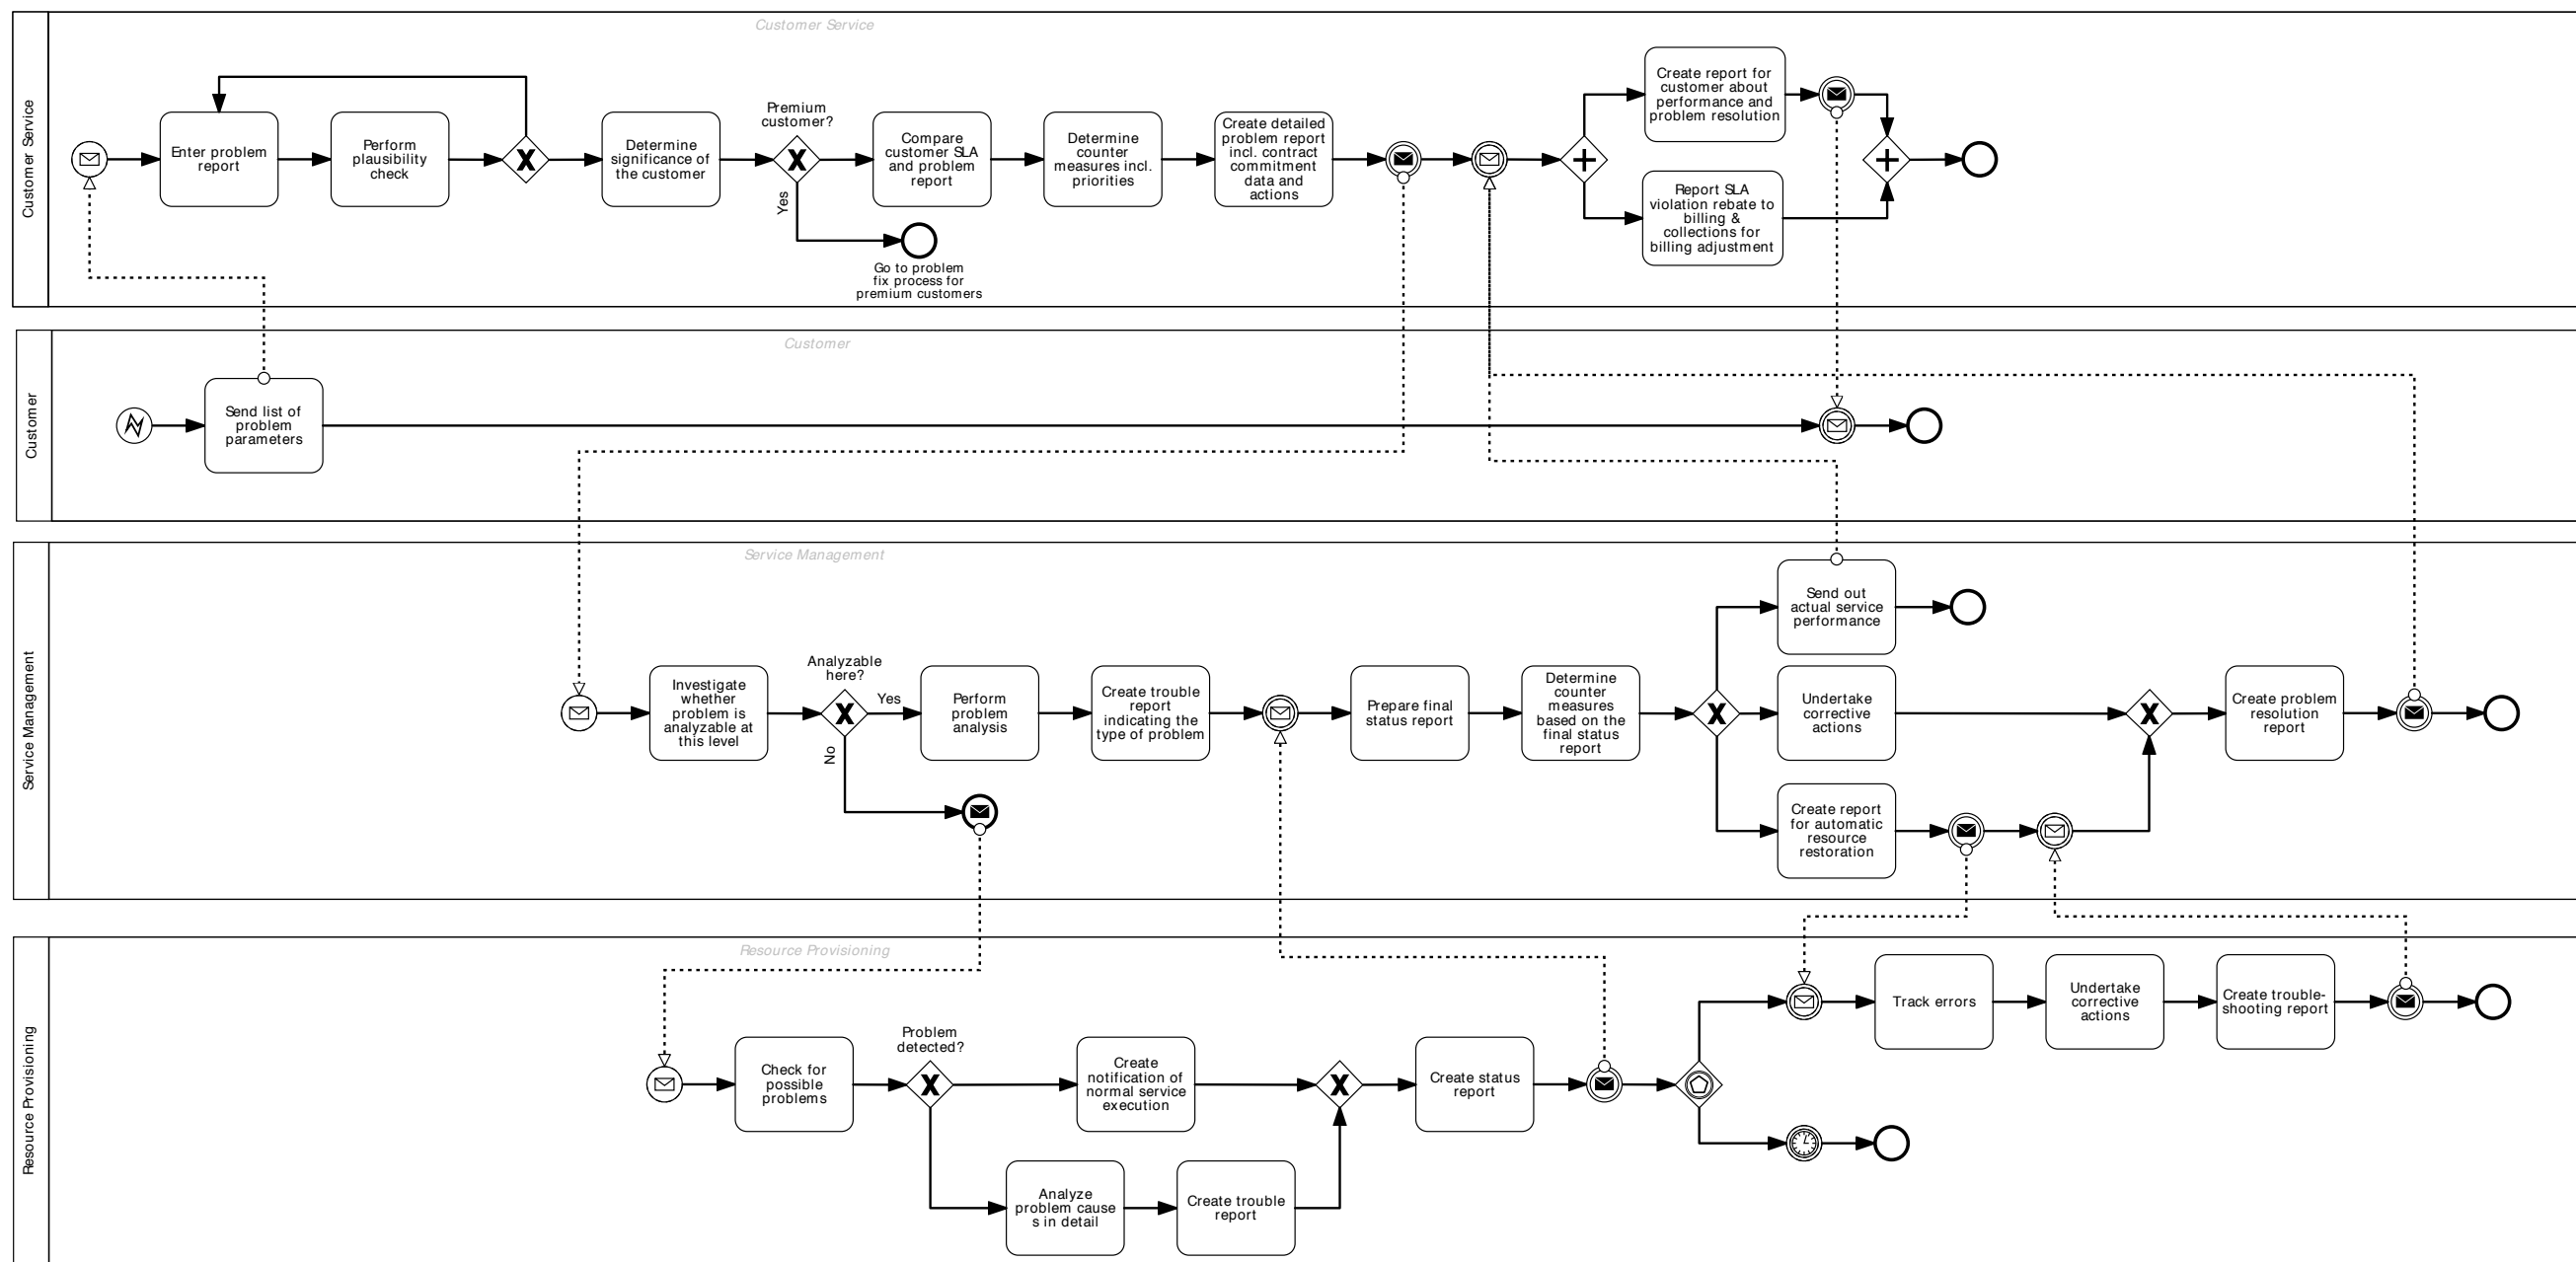 Customer Service
Customer Service
Enter problem
report
Perform
plausibility
check
Determine
significance of
the customer
Premium
customer?
Yes
Go to problem
fix process for
premium customers
Compare
customer SLA
and problem
report
Determine
counter
measures incl.
priorities
Create detailed
problem report
incl. contract
commitment
data and
actions
Create report for
customer about
performance and
problem resolution
Report SLA
violation rebate to
billing &
collections for
billing adjustment
Customer
Customer
Send list of
problem
parameters
Service Management
Service Management
Investigate
whether
problem is
analyzable at
this level
Analyzable
here?
Yes
No
Perform
problem
analysis
Create trouble
report
indicating the
type of problem
Prepare final
status report
Determine
counter
measures
based on the
final status
report
Send out
actual service
performance
Undertake
corrective
actions
Create report
for automatic
resource
restoration
Create problem
resolution
report
Resource Provisioning
Resource Provisioning
Check for
possible
problems
Problem
detected?
Create
notification of
normal service
execution
Analyze
problem cause
s in detail
Create trouble
report
Create status
report
Track errors
Undertake
corrective
actions
Create trouble-
shooting report